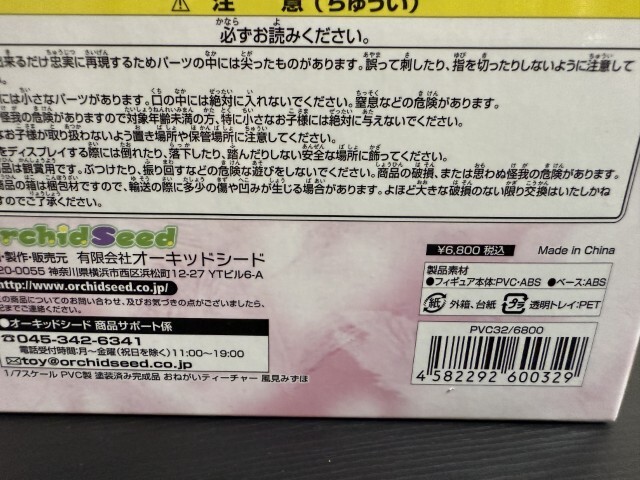 注 意 (ちゅうい)
必ずお読みください。
出来るだけ忠実に再現するためパーツの中には尖ったものがあります。誤って刺したり、指を切ったりしないように注意して
には小さなパーツがあります。口の中には絶対に入れないでください。窒息などの危険があります。
怪我の危険がありますので対象年齢未満の方、特に小さなお子様には絶対に与えないでください。
なお子様が取り扱わないよう置き場所や保管場所に注意してください。
をディスプレイする際には倒れたり、落下したり、踏んだりしない安全な場所に飾ってください。
品は観賞用です。ぶつけたり、振り回すなどの危険な遊びをしないでください。商品の破損、または思わぬ怪我の危険があります。
商品の箱は梱包材ですので、輸送の際に多少の傷や凹みが生じる場合があります。よほど大きな破損のない限り交換はいたしかね
すのでご了承ください。
OrchidSeed
・製作・販売元 有限会社オーキッドシード
20-0055 神奈川県横浜市西区浜松町12-27 YTビル6-A
http://www.orchidseed.co.jp
の商品についてのお問い合わせ、及びお気づきの点がございましたら、
●オーキッドシード 商品サポート係
☎045-342-6341
電話受付時間:月〜金曜(祝日を除く)11:00〜19:00
✉toy@orchidseed.co.jp
1/7スケール PVC製 塗装済み完成品 おねがいティーチャー 風見みずほ
¥6,800 税込
Made in China
製品素材
●フィギュア本体:PVC・ABS ●ベース:ABS
紙 外箱、台紙 プラ 透明トレイ:PET
PVC32/6800
4 582292 600329